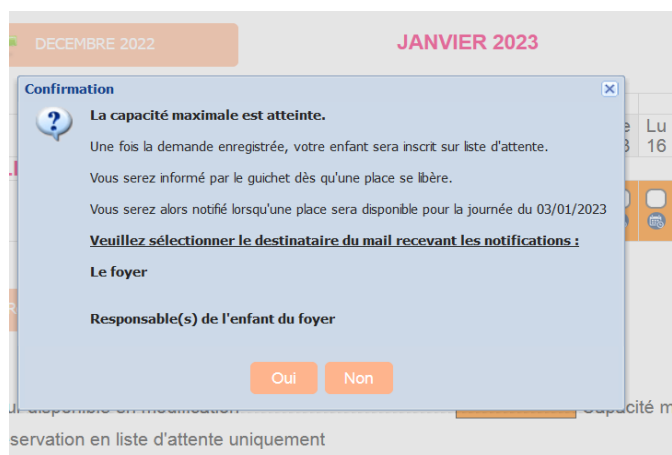 DECEMBRE 2022
JANVIER 2023
Confirmation
La capacité maximale est atteinte.
Une fois la demande enregistrée, votre enfant sera inscrit sur liste d'attente.
Vous serez informé par le guichet dès qu'une place se libère.
Vous serez alors notifié lorsqu'une place sera disponible pour la journée du 03/01/2023
Veuillez sélectionner le destinataire du mail recevant les notifications :
Le foyer
Responsable(s) de l'enfant du foyer
Oui Non
Lu
16
en modification
servation en liste d'attente uniquement